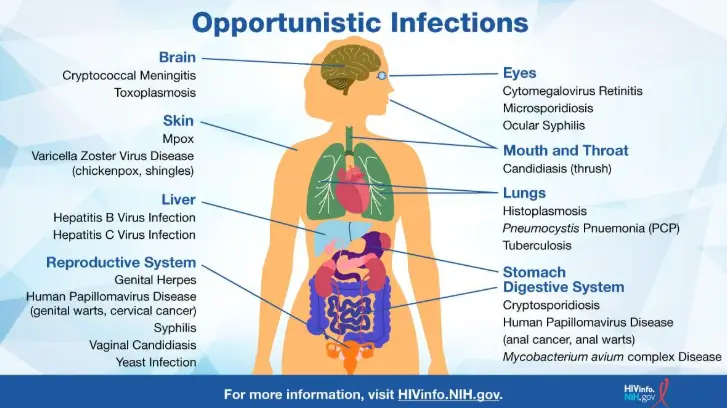 Opportunistic Infections
Brain
Cryptococcal Meningitis
Toxoplasmosis
Skin
Mpox
Varicella Zoster Virus Disease
(chickenpox, shingles)
Liver
Hepatitis B Virus Infection
Hepatitis C Virus Infection
Reproductive System
Genital Herpes
Human Papillomavirus Disease
(genital warts, cervical cancer)
Syphilis
Vaginal Candidiasis
Yeast Infection
Eyes
Cytomegalovirus Retinitis
Microsporidiosis
Ocular Syphilis
Mouth and Throat
Candidiasis (thrush)
Lungs
Histoplasmosis
Pneumocystis Pnuemonia (PCP)
Tuberculosis
Stomach
Digestive System
Cryptosporidiosis
Human Papillomavirus Disease
(anal cancer, anal warts)
Mycobacterium avium complex Disease
For more information, visit HIVinfo.NIH.gov.
HIVinfo.
NIH.gov